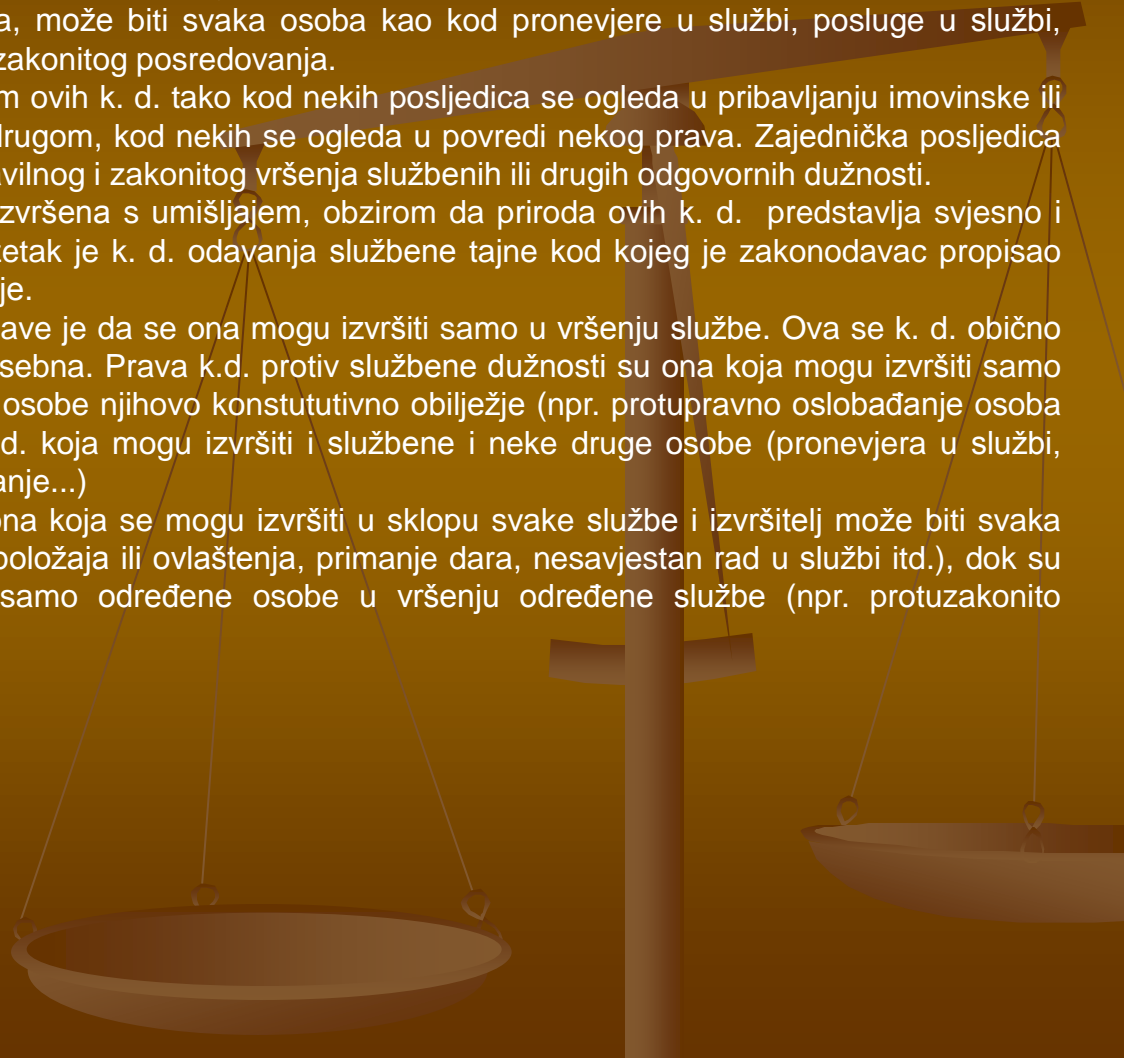 a, može biti svaka osoba kao kod pronevjere u službi, posluge u službi,
zakonitog posredovanja.
m ovih k. d. tako kod nekih posljedica se ogleda u pribavljanju imovinske ili
drugom, kod nekih se ogleda u povredi nekog prava. Zajednička posljedica
avilnog i zakonitog vršenja službenih ili drugih odgovornih dužnosti.
izvršena s umišljajem, obzirom da priroda ovih k. d. predstavlja svjesno i
zetak je k. d. odavanja službene tajne kod kojeg je zakonodavac propisao
je.
ave je da se ona mogu izvršiti samo u vršenju službe. Ova se k. d. obično
sebna. Prava k.d. protiv službene dužnosti su ona koja mogu izvršiti samo
osobe njihovo konstututivno obilježje (npr. protupravno oslobađanje osoba
d. koja mogu izvršiti i službene i neke druge osobe (pronevjera u službi,
anje...)
ona koja se mogu izvršiti u sklopu svake službe i izvršitelj može biti svaka
položaja ili ovlaštenja, primanje dara, nesavjestan rad u službi itd.), dok su
samo određene osobe u vršenju određene službe (npr. protuzakonito